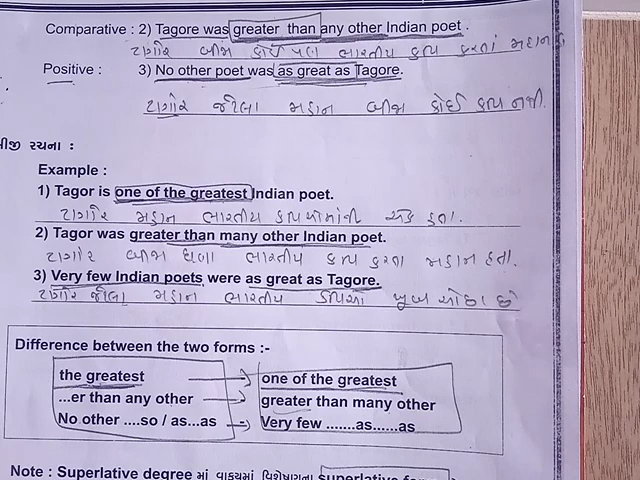 Comparative : 2) Tagore was greater than any other Indian poet .
ટાગોર બીજા કોઈ પણ ભારતીય કવિ કરતાં મહાન
Positive : 3) No other poet was as great as Tagore.
ટાગોર જેટલા મહાન બીજા કોઈ કવિ નથી.
ીજી રચના :
Example :
1) Tagor is one of the greatest Indian poet.
ટાગોર મહાન ભારતીય કવિઓમાંની એક હતા.
2) Tagor was greater than many other Indian poet.
ટાગોર બીજા ઘણા ભારતીય કવિ કરતા મહાન હતા.
3) Very few Indian poets were as great as Tagore.
ટાગોર જેટલા મહાન ભારતીય કવિઓ ખુબ ઓછા છે
Difference between the two forms :-
the greatest → one of the greatest
...er than any other → greater than many other
No other ....so / as...as → Very few .......as......as
Note : Superlative degree માં વાક્યમાં વિશેષણના superlative